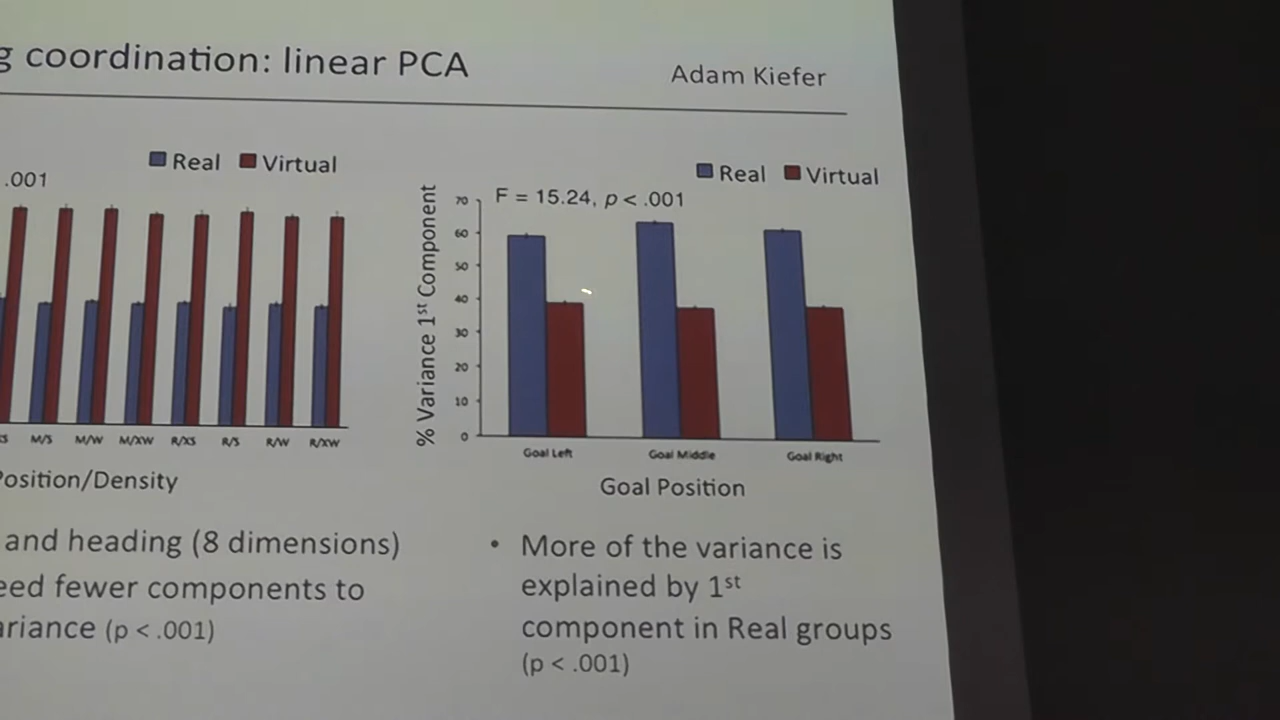 g coordination: linear PCA
Adam Kiefer
Real Virtual
.001
M/S M/W M/XW R/XS R/S R/W R/XW
osition/Density
and heading (8 dimensions)
eed fewer components to
ariance (p < .001)
Real Virtual
F = 15.24, p < .001
% Variance 1st Component
70
60
50
40
30
20
10
0
Goal Left Goal Middle Goal Right
Goal Position
• More of the variance is
explained by 1st
component in Real groups
(p < .001)